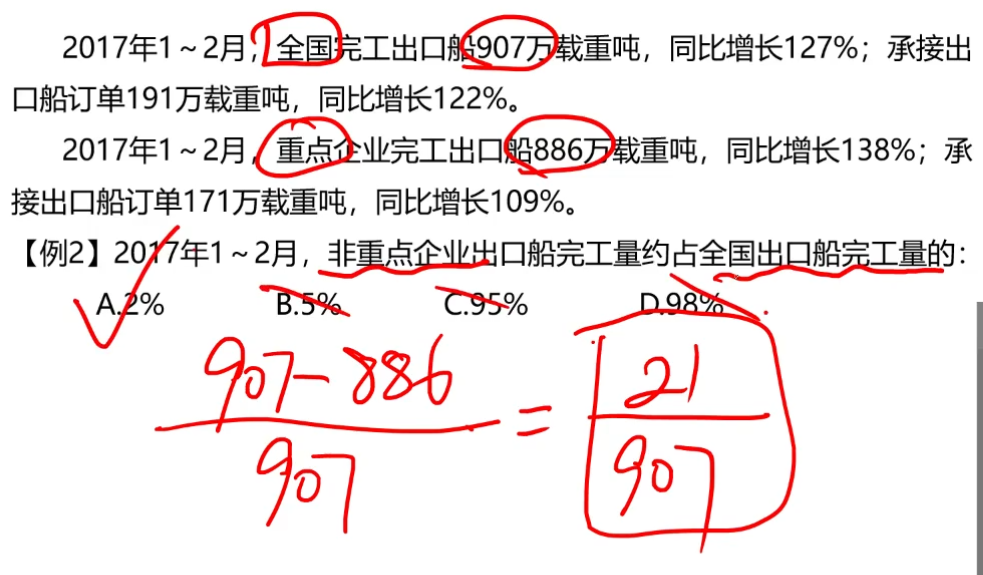 2017年1～2月，全国完工出口船907万载重吨，同比增长127%；承接出
口船订单191万载重吨，同比增长122%。
2017年1～2月，重点企业完工出口船886万载重吨，同比增长138%；承
接出口船订单171万载重吨，同比增长109%。
【例2】2017年1～2月，非重点企业出口船完工量约占全国出口船完工量的：
A.2% B.5% C.95% D.98%
907-886 = 21
907 907